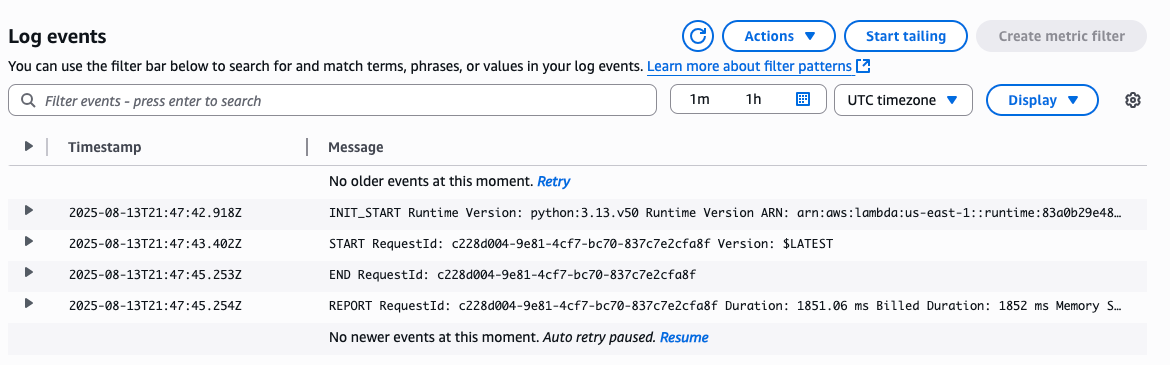 Log events
Actions
Start tailing
Create metric filter
You can use the filter bar below to search for and match terms, phrases, or values in your log events. Learn more about filter patterns
Filter events - press enter to search
1m 1h
UTC timezone
Display
Timestamp Message
No older events at this moment. Retry
2025-08-13T21:47:42.918Z INIT_START Runtime Version: python:3.13.v50 Runtime Version ARN: arn:aws:lambda:us-east-1::runtime:83a0b29e48…
2025-08-13T21:47:43.402Z START RequestId: c228d004-9e81-4cf7-bc70-837c7e2cfa8f Version: $LATEST
2025-08-13T21:47:45.253Z END RequestId: c228d004-9e81-4cf7-bc70-837c7e2cfa8f
2025-08-13T21:47:45.254Z REPORT RequestId: c228d004-9e81-4cf7-bc70-837c7e2cfa8f Duration: 1851.06 ms Billed Duration: 1852 ms Memory S…
No newer events at this moment. Auto retry paused. Resume